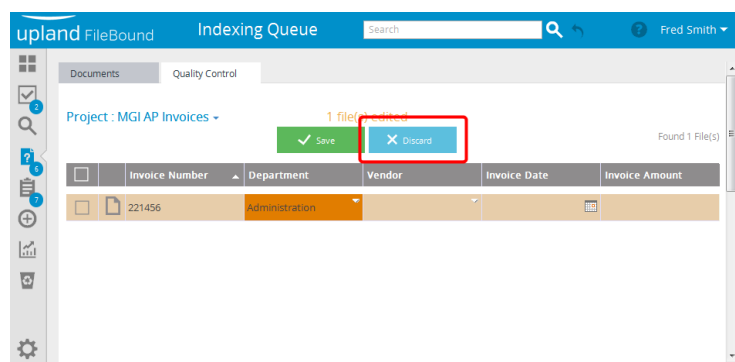 upland FileBound
Indexing Queue
Search
?
Fred Smith
Documents
Quality Control
2
Project : MGI AP Invoices
1 file(s) edited
Save
Discard
Found 1 File(s)
?
6
Invoice Number
Department
Vendor
Invoice Date
Invoice Amount
7
221456
Administration